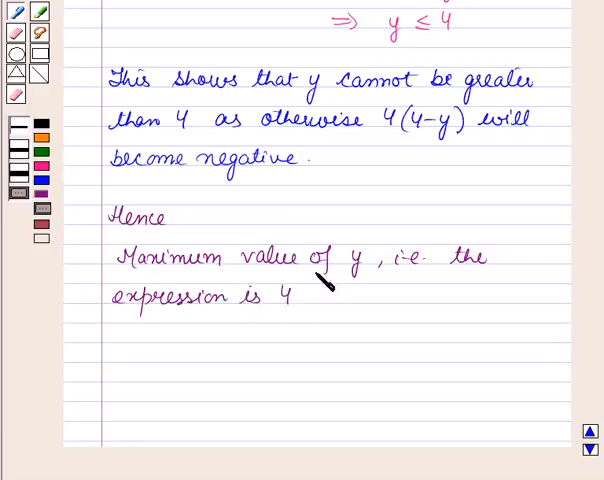 ⇒ y ≤ 4
This shows that y cannot be greater
than 4 as otherwise 4(4-y) will
become negative.
Hence
Maximum value of y, i.e. the
expression is 4